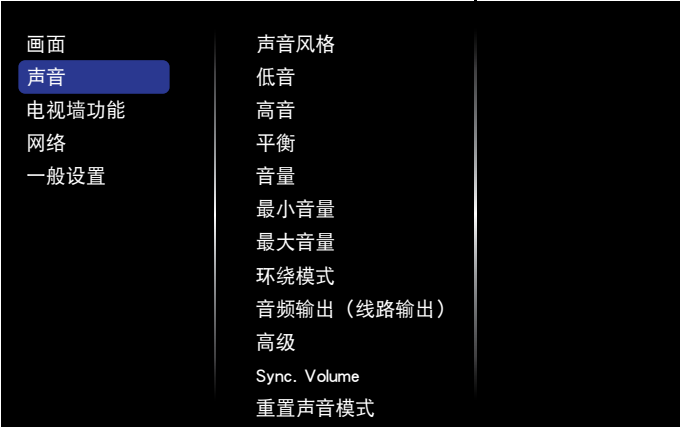 画面
声音
电视墙功能
网络
一般设置
声音风格
低音
高音
平衡
音量
最小音量
最大音量
环绕模式
音频输出（线路输出）
高级
Sync. Volume
重置声音模式